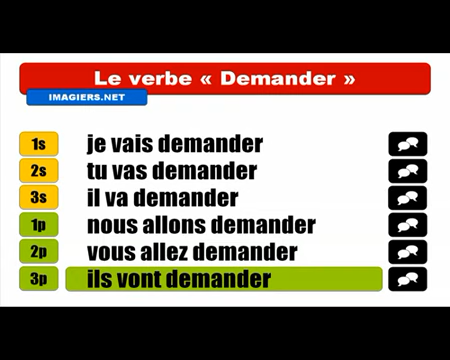 Le verbe « Demander »
IMAGIERS.NET
1s je vais demander
2s tu vas demander
3s il va demander
1p nous allons demander
2p vous allez demander
3p ils vont demander